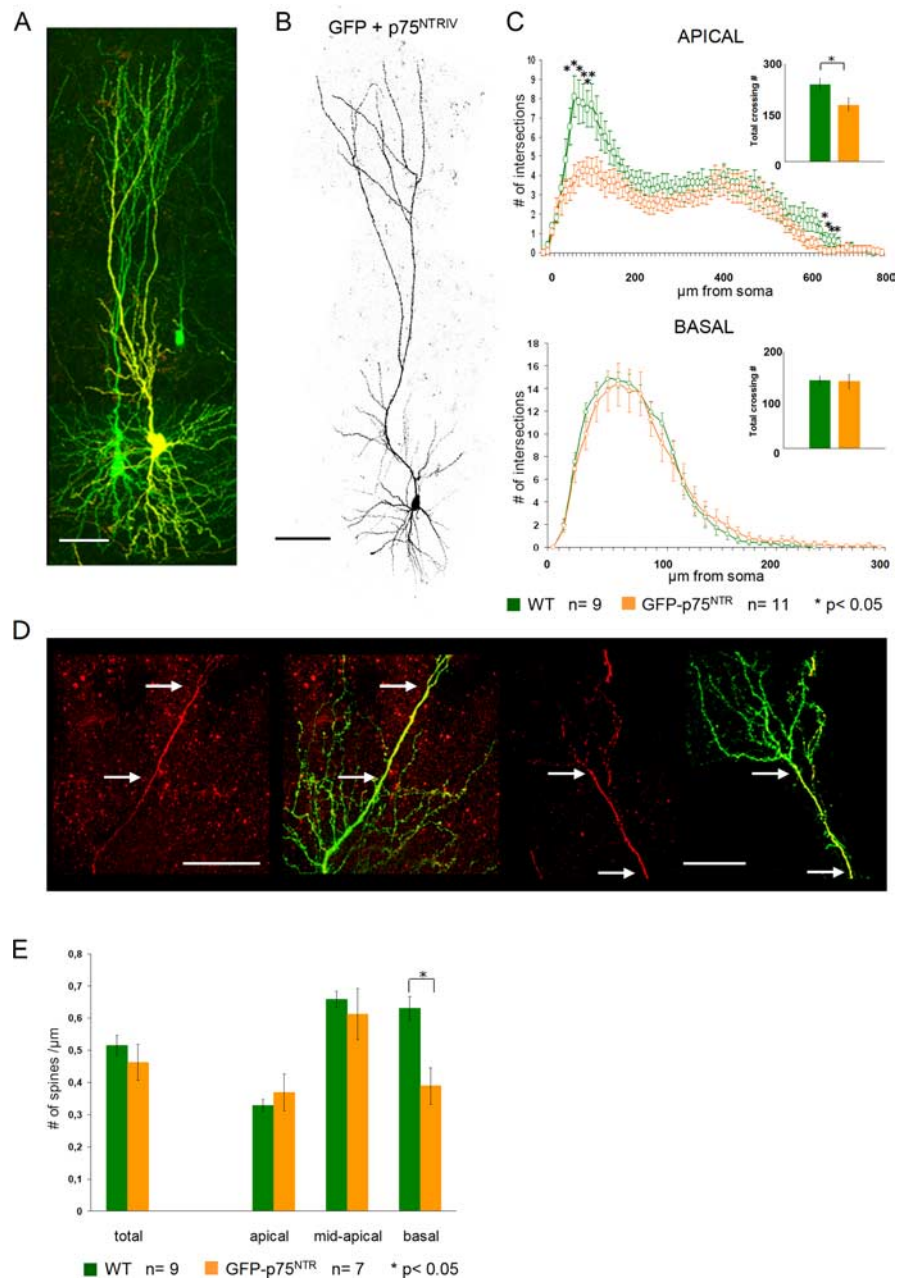 A
B
GFP + p75NTRIV
C
APICAL
# of intersections
10
9
8
7
6
5
4
3
2
1
0
* * * * * *
* * * *
0 200 400 600 800
µm from soma
Total crossing #
300
150
0
*
BASAL
# of intersections
18
16
14
12
10
8
6
4
2
0
0 100 200 300
µm from soma
Total crossing #
200
100
0
WT n= 9 GFP-p75NTR n= 11 * p< 0.05
D
E
# of spines /µm
0,8
0,7
0,6
0,5
0,4
0,3
0,2
0,1
0
*
total apical mid-apical basal
WT n= 9 GFP-p75NTR n= 7 * p< 0.05